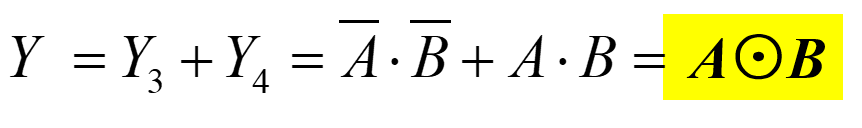 Y = Y₃ + Y₄ = A̅ · B̅ + A · B = A⊙B